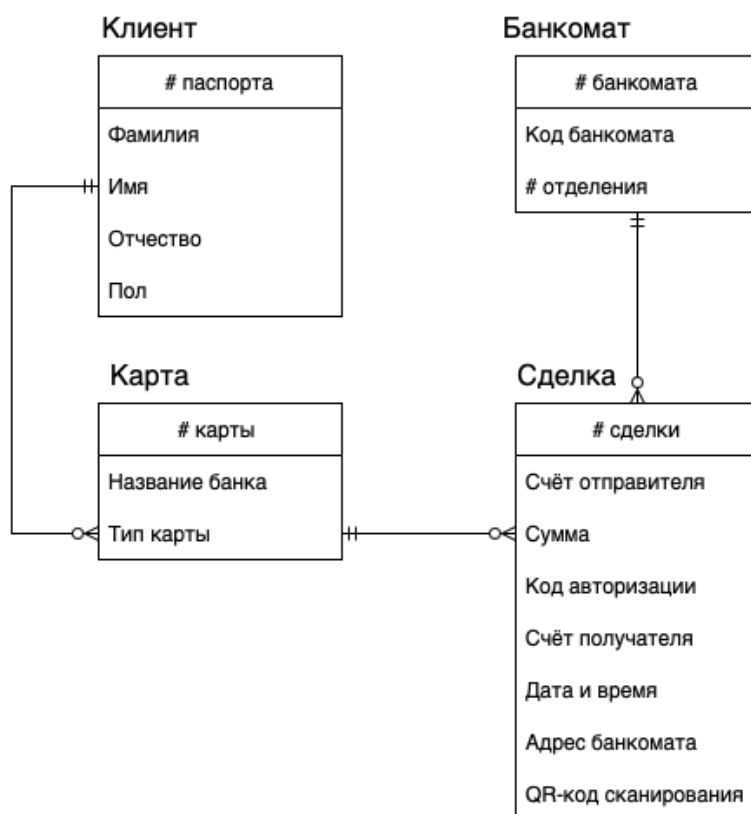 Клиент
# паспорта
Фамилия
Имя
Отчество
Пол
Банкомат
# банкомата
Код банкомата
# отделения
Карта
# карты
Название банка
Тип карты
Сделка
# сделки
Счёт отправителя
Сумма
Код авторизации
Счёт получателя
Дата и время
Адрес банкомата
QR-код сканирования